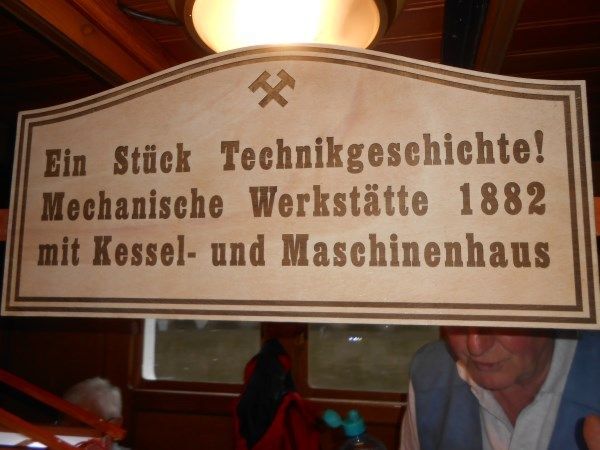 Ein Stück Technikgeschichte!
Mechanische Werkstätte 1882
mit Kessel- und Maschinenhaus